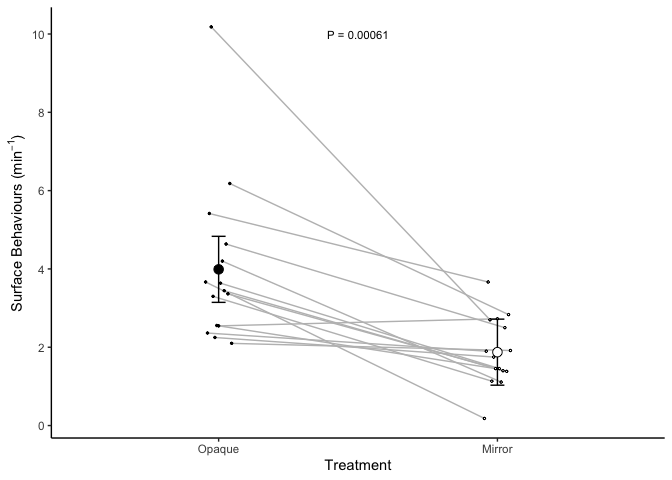 P = 0.00061
Surface Behaviours (min⁻¹)
10
8
6
4
2
0
Opaque
Mirror
Treatment